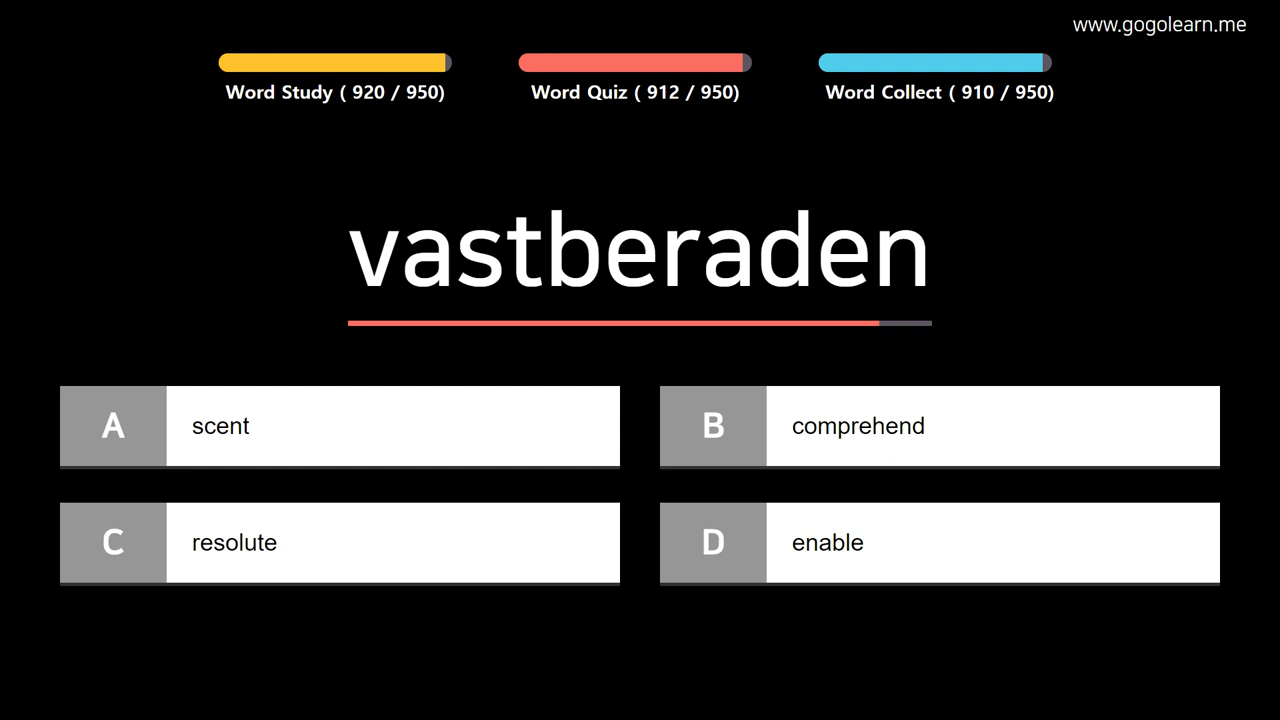 www.gogolearn.me
Word Study ( 920 / 950)
Word Quiz ( 912 / 950)
Word Collect ( 910 / 950)
vastberaden
A scent
B comprehend
C resolute
D enable